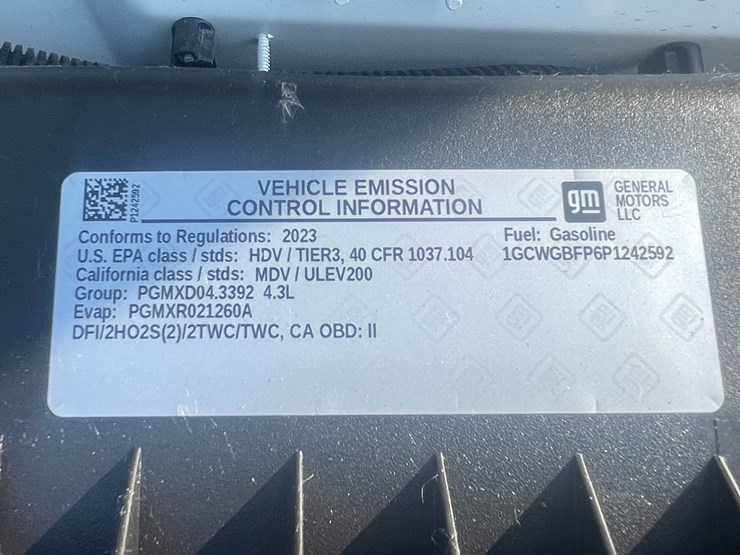 P1242592
VEHICLE EMISSION
CONTROL INFORMATION
gm
GENERAL
MOTORS
LLC
Conforms to Regulations: 2023
Fuel: Gasoline
U.S. EPA class / stds: HDV / TIER3, 40 CFR 1037.104
1GCWGBFP6P1242592
California class / stds: MDV / ULEV200
Group: PGMXD04.3392 4.3L
Evap: PGMXR021260A
DFI/2HO2S(2)/2TWC/TWC, CA OBD: II